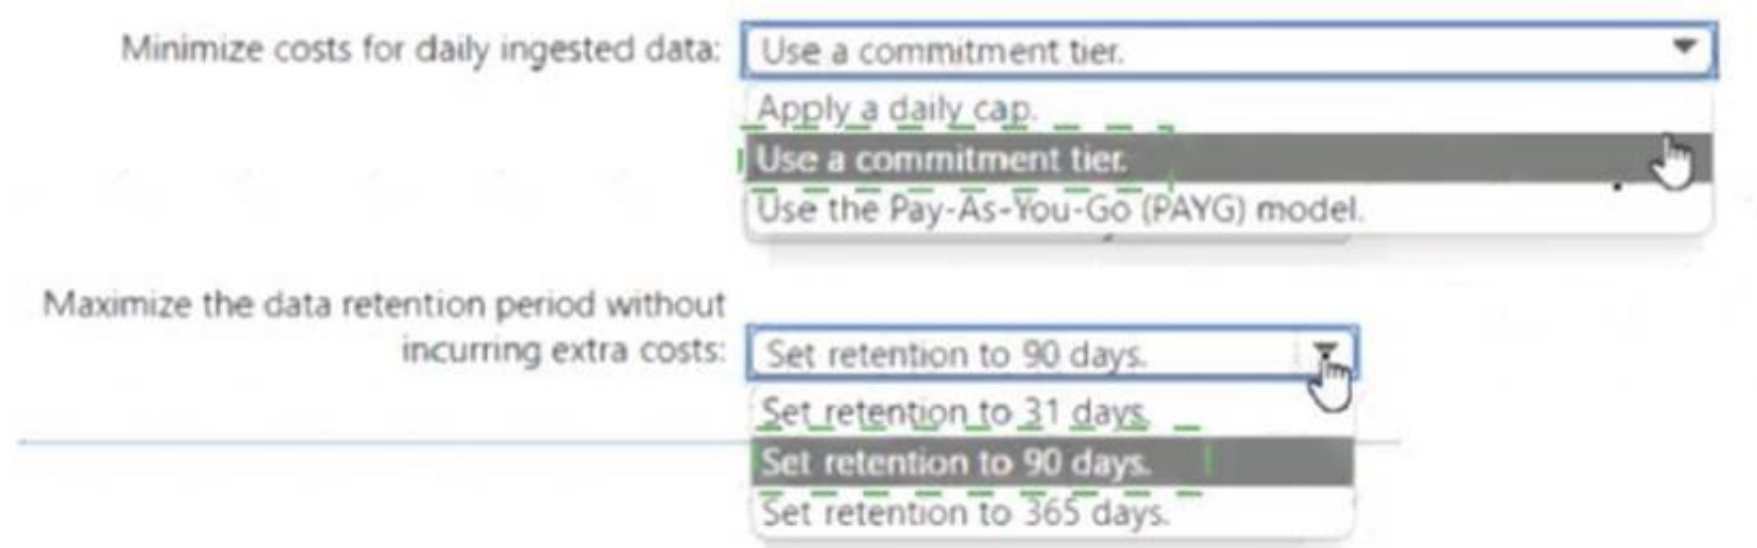 Minimize costs for daily ingested data: Use a commitment tier.
Apply a daily cap.
Use a commitment tier.
Use the Pay-As-You-Go (PAYG) model.
Maximize the data retention period without
incurring extra costs: Set retention to 90 days.
Set retention to 31 days.
Set retention to 90 days.
Set retention to 365 days.